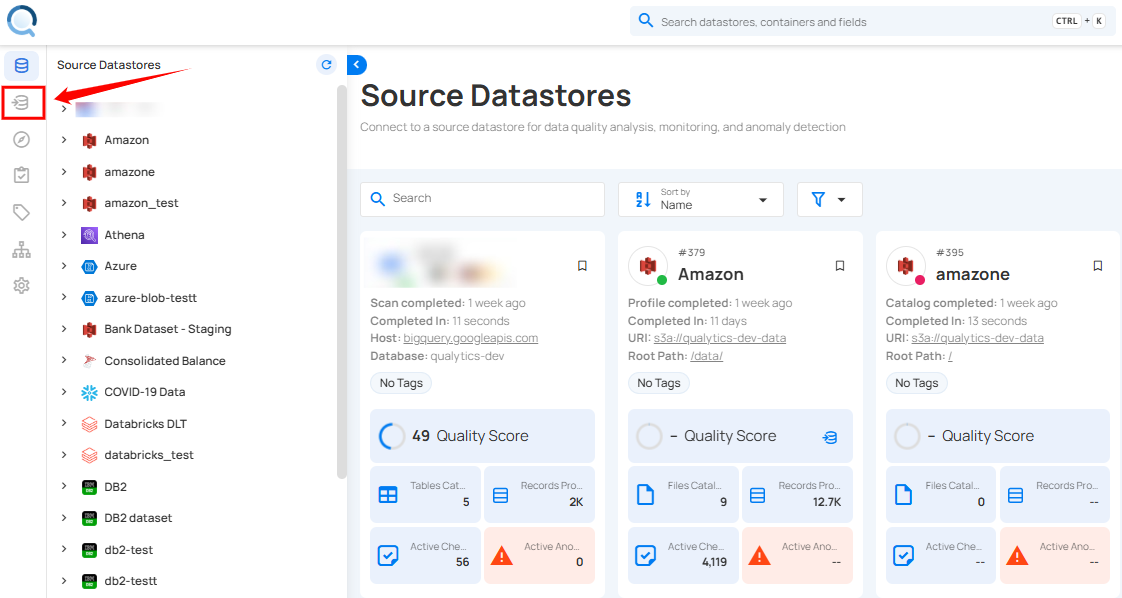 Search datastores, containers and fields
CTRL + K
Source Datastores
Amazon
amazone
amazon_test
Athena
Azure
azure-blob-testt
Bank Dataset - Staging
Consolidated Balance
COVID-19 Data
Databricks DLT
databricks_test
DB2
DB2 dataset
db2-test
db2-testt
Source Datastores
Connect to a source datastore for data quality analysis, monitoring, and anomaly detection
Search
Sort by
Name
Scan completed: 1 week ago
Completed In: 11 seconds
Host: bigquery.googleapis.com
Database: qualytics-dev
No Tags
49 Quality Score
Tables Cat...
5
Records Pro...
2K
Active Che...
56
Active Ano...
0
#379
Amazon
Profile completed: 1 week ago
Completed In: 11 days
URI: s3a://qualytics-dev-data
Root Path: /data/
No Tags
– Quality Score
Files Catal...
9
Records Pro...
12.7K
Active Che...
4,119
Active Ano...
--
#395
amazone
Catalog completed: 1 week ago
Completed In: 13 seconds
URI: s3a://qualytics-dev-data
Root Path: /
No Tags
– Quality Score
Files Catal...
0
Records Pro...
--
Active Che...
--
Active Ano...
--